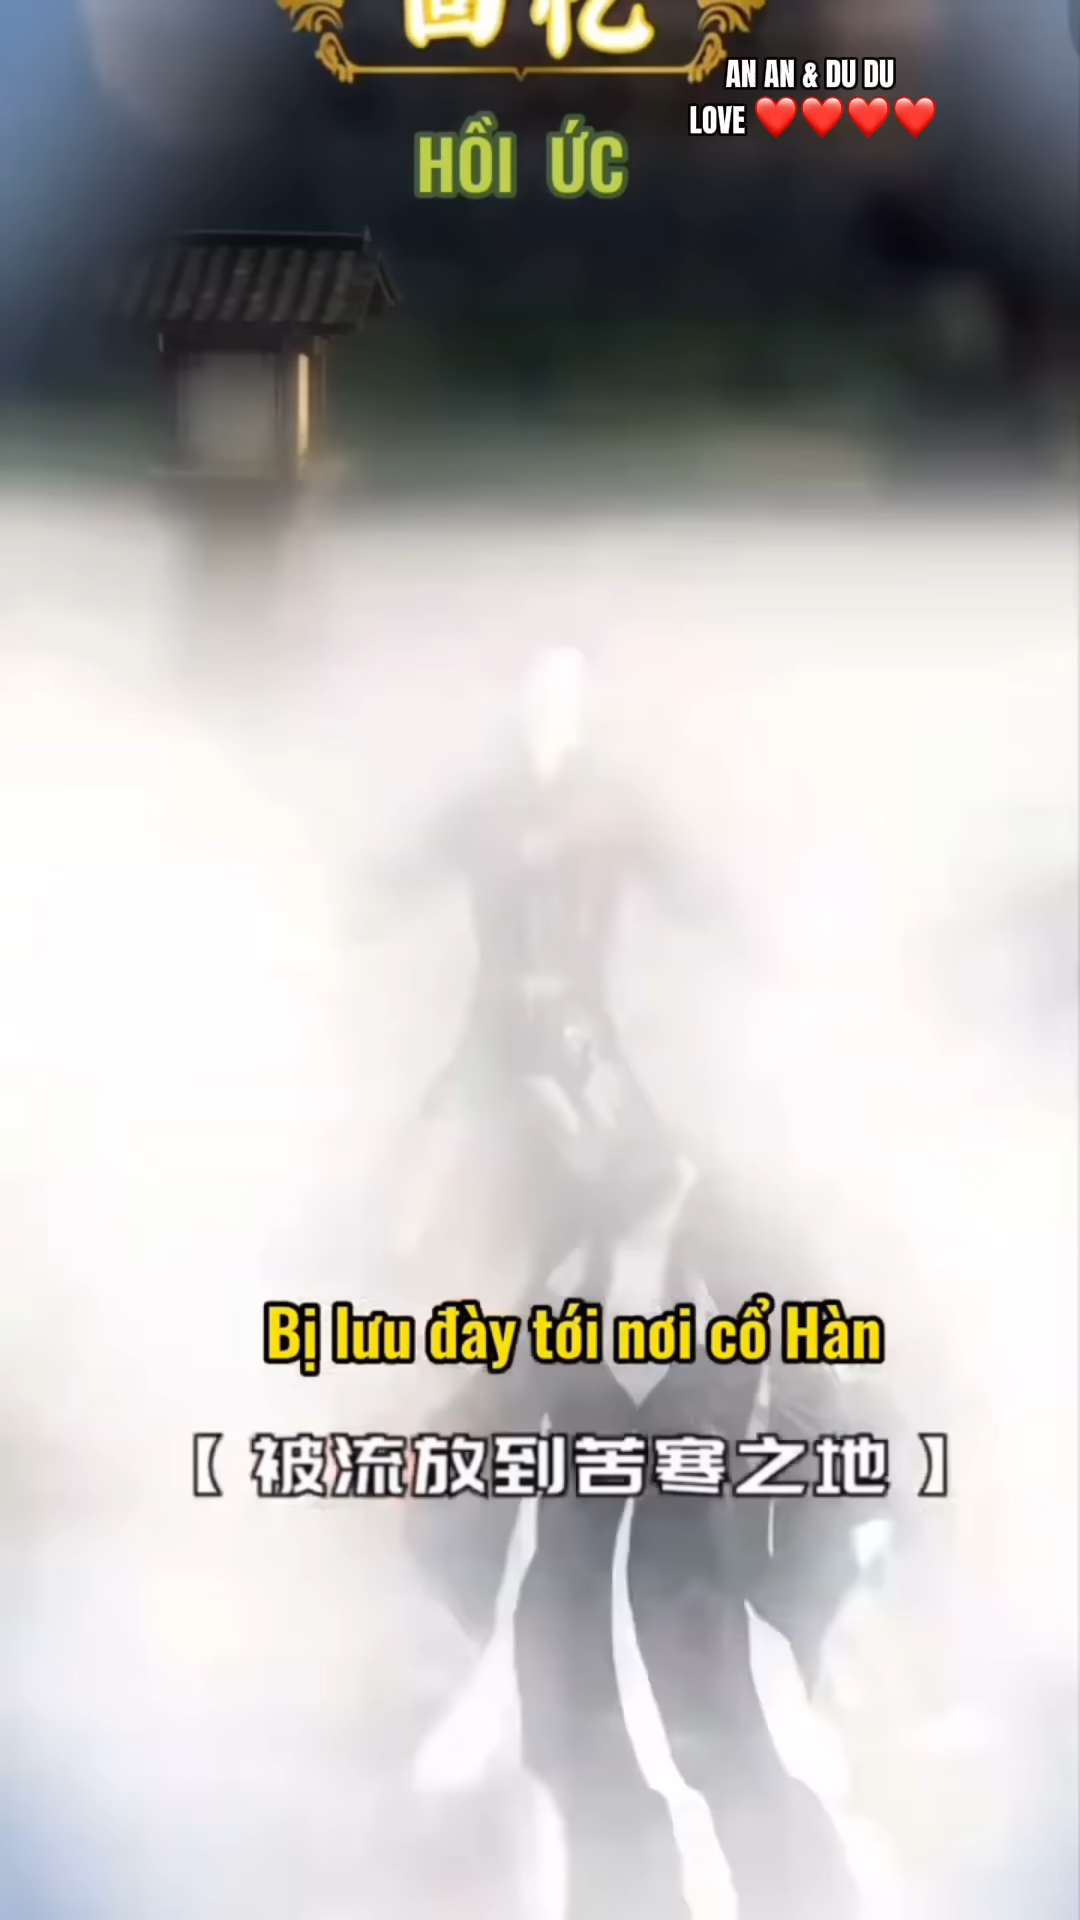 回忆
AN AN & DU DU
LOVE ❤️❤️❤️❤️
HỒI ỨC
Bị lưu đày tới nơi cổ Hàn
【 被流放到苦寒之地 】